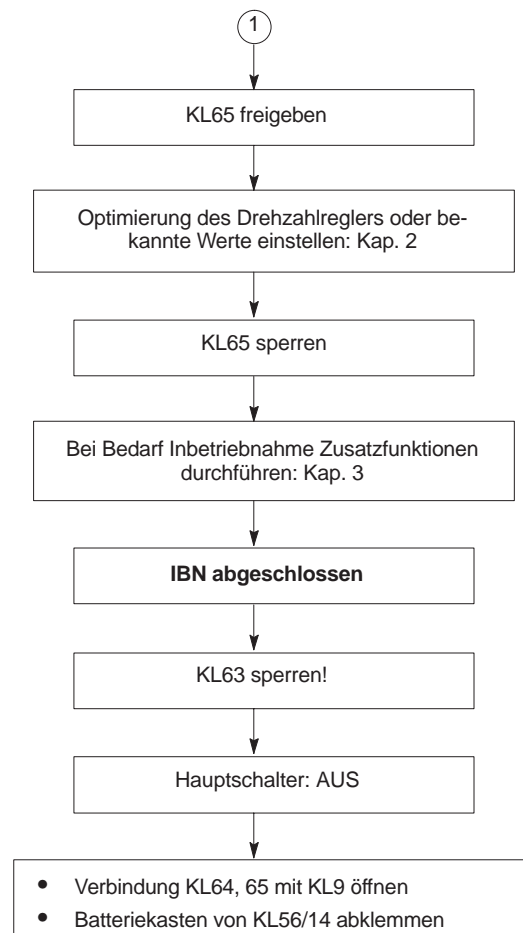 1
KL65 freigeben
Optimierung des Drehzahlreglers oder be-
kannte Werte einstellen: Kap. 2
KL65 sperren
Bei Bedarf Inbetriebnahme Zusatzfunktionen
durchführen: Kap. 3
IBN abgeschlossen
KL63 sperren!
Hauptschalter: AUS
• Verbindung KL64, 65 mit KL9 öffnen
• Batteriekasten von KL56/14 abklemmen